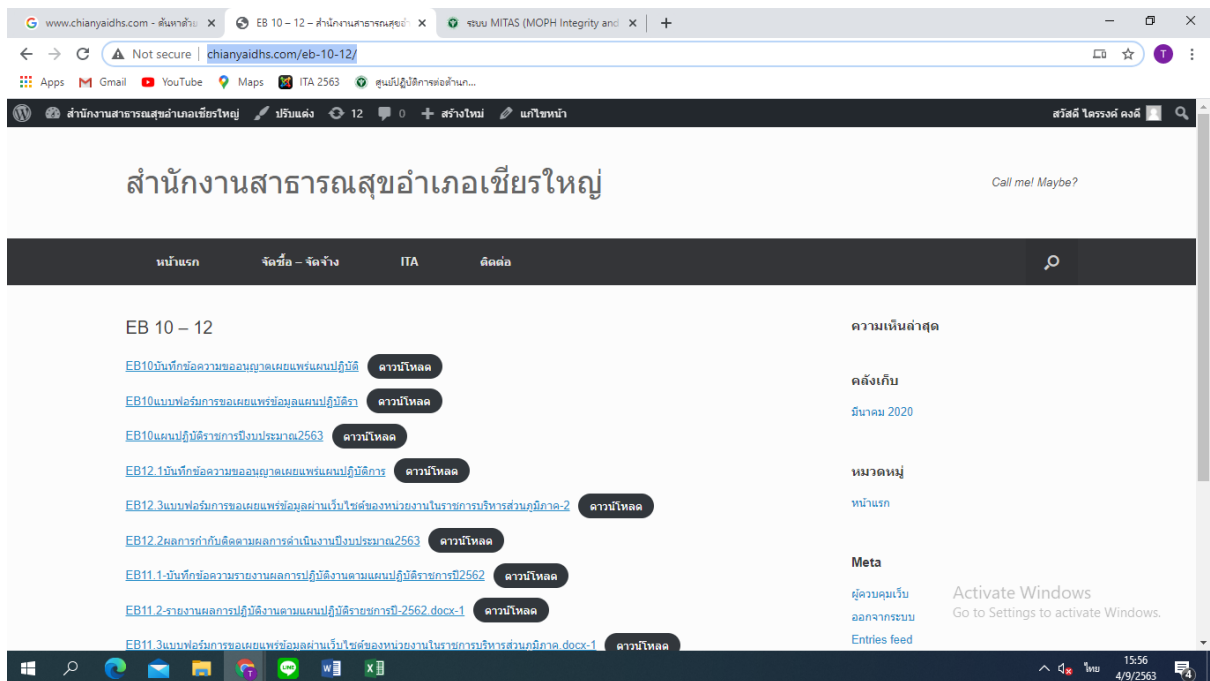 www.chianyaidhs.com - ค้นหาด้วย
EB 10 – 12 – สำนักงานสาธารณสุขอำ
ระบบ MITAS (MOPH Integrity and
Not secure
chianyaidhs.com/eb-10-12/
T
Apps
Gmail
YouTube
Maps
ITA 2563
ศูนย์ปฏิบัติการต่อต้านก...
สำนักงานสาธารณสุขอำเภอเชียรใหญ่
ปรับแต่ง
12
0
สร้างใหม่
แก้ไขหน้า
สวัสดี ไตรรงค์ คงดี
สำนักงานสาธารณสุขอำเภอเชียรใหญ่
Call me! Maybe?
หน้าแรก
จัดซื้อ – จัดจ้าง
ITA
ติดต่อ
EB 10 – 12
EB10บันทึกข้อความขออนุญาตเผยแพร่แผนปฏิบัติ ดาวน์โหลด
EB10แบบฟอร์มการขอเผยแพร่ข้อมูลแผนปฏิบัติรา ดาวน์โหลด
EB10แผนปฏิบัติราชการปีงบประมาณ2563 ดาวน์โหลด
EB12.1บันทึกข้อความขออนุญาตเผยแพร่แผนปฏิบัติการ ดาวน์โหลด
EB12.3แบบฟอร์มการขอเผยแพร่ข้อมูลผ่านเว็บไซต์ของหน่วยงานในราชการบริหารส่วนภูมิภาค-2 ดาวน์โหลด
EB12.2ผลการกำกับติดตามผลการดำเนินงานปีงบประมาณ2563 ดาวน์โหลด
EB11.1-บันทึกข้อความรายงานผลการปฏิบัติงานตามแผนปฏิบัติราชการปี2562 ดาวน์โหลด
EB11.2-รายงานผลการปฏิบัติงานตามแผนปฏิบัติรายชการปี-2562.docx-1 ดาวน์โหลด
EB11.3แบบฟอร์มการขอเผยแพร่ข้อมูลผ่านเว็บไซต์ของหน่วยงานในราชการบริหารส่วนภูมิภาค.docx-1 ดาวน์โหลด
ความเห็นล่าสุด
คลังเก็บ
มีนาคม 2020
หมวดหมู่
หน้าแรก
Meta
ผู้ควบคุมเว็บ
ออกจากระบบ
Entries feed
Activate Windows
Go to Settings to activate Windows.
ไทย
15:56
4/9/2563
4